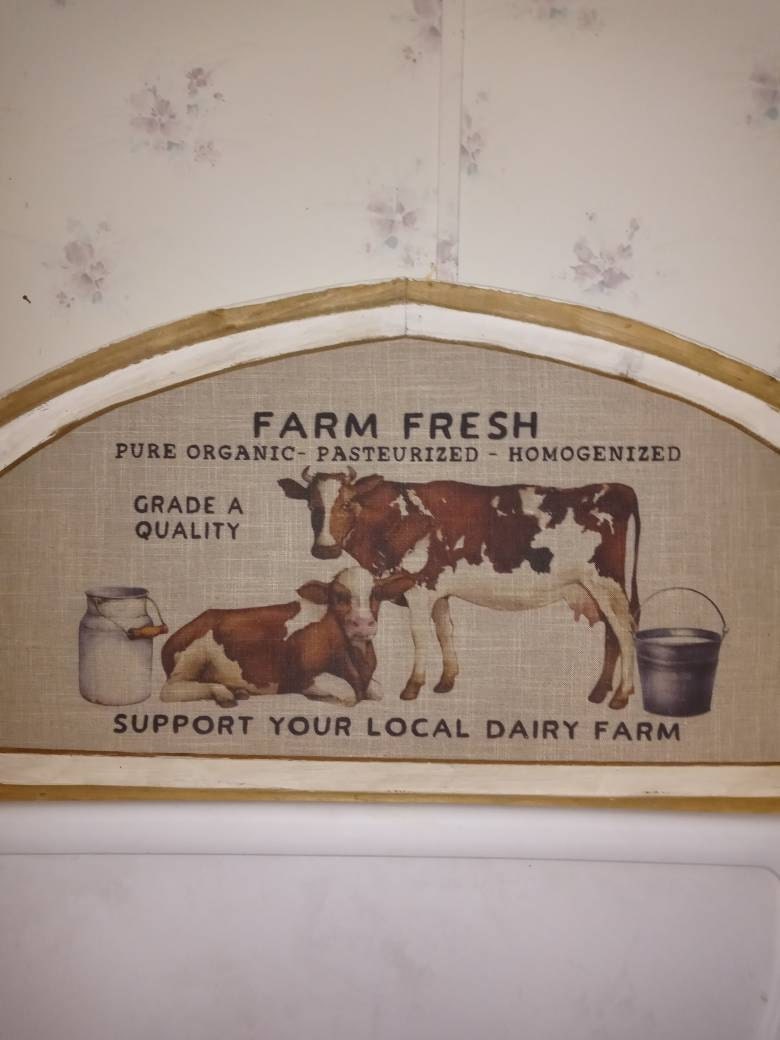 FARM FRESH
PURE ORGANIC- PASTEURIZED - HOMOGENIZED
GRADE A
QUALITY
SUPPORT YOUR LOCAL DAIRY FARM